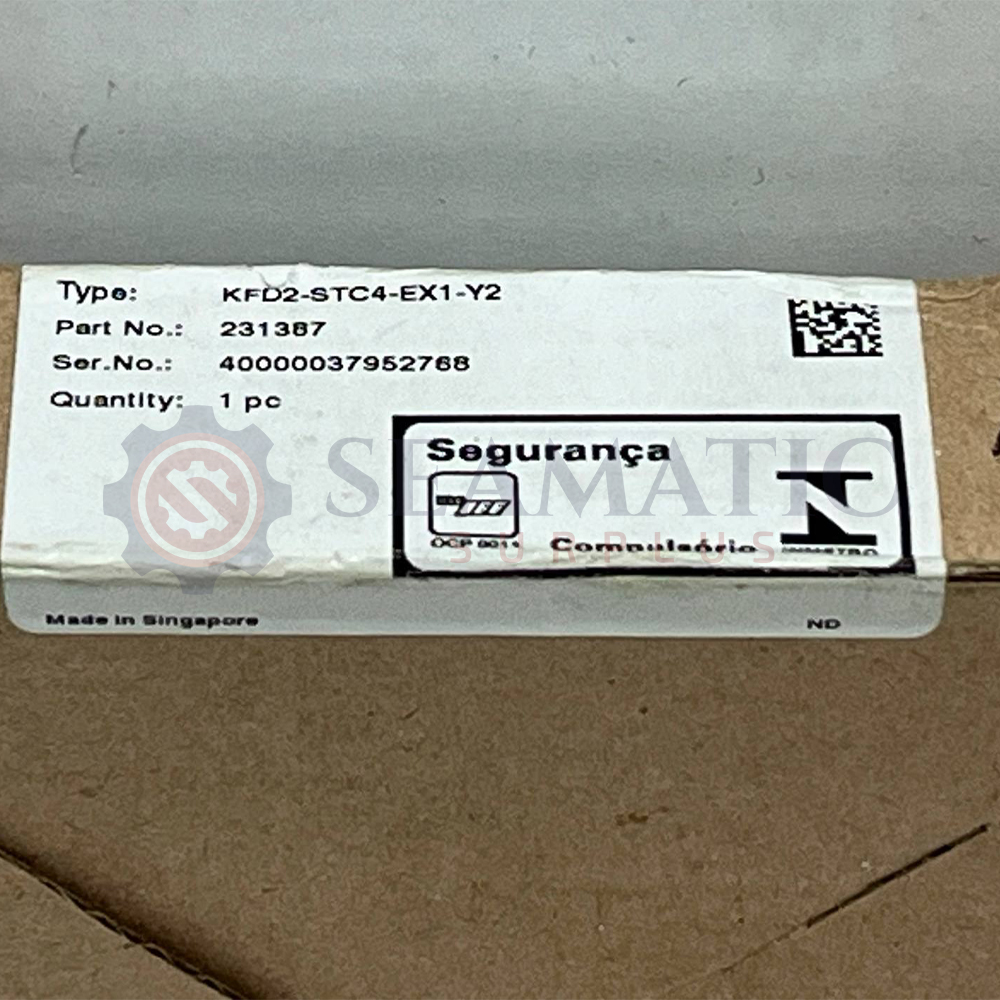 Type: KFD2-STC4-EX1-Y2
Part No.: 231387
Ser.No.: 40000037952768
Quantity: 1 pc
Segurança
OCP 0011
Compulsório
INMETRO
Made in Singapore
ND
SEAMATIC
SURPLUS